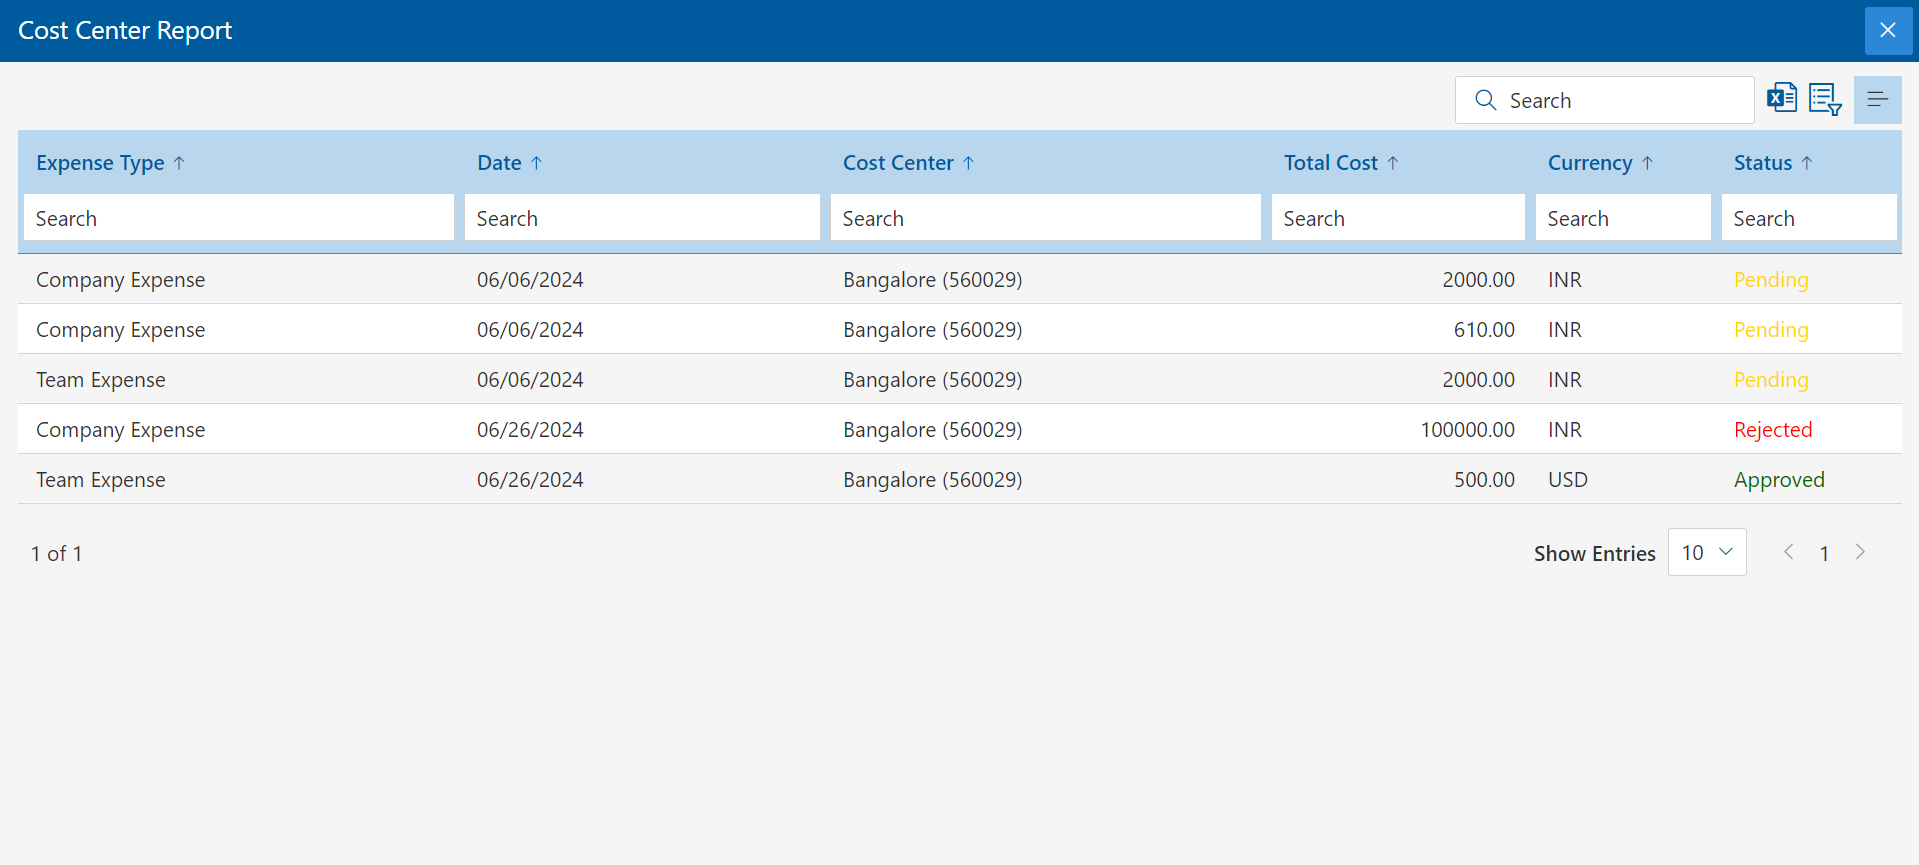 Cost Center Report
Search
Expense Type Date Cost Center Total Cost Currency Status
Search Search Search Search Search Search
Company Expense 06/06/2024 Bangalore (560029) 2000.00 INR Pending
Company Expense 06/06/2024 Bangalore (560029) 610.00 INR Pending
Team Expense 06/06/2024 Bangalore (560029) 2000.00 INR Pending
Company Expense 06/26/2024 Bangalore (560029) 100000.00 INR Rejected
Team Expense 06/26/2024 Bangalore (560029) 500.00 USD Approved
1 of 1 Show Entries 10 1